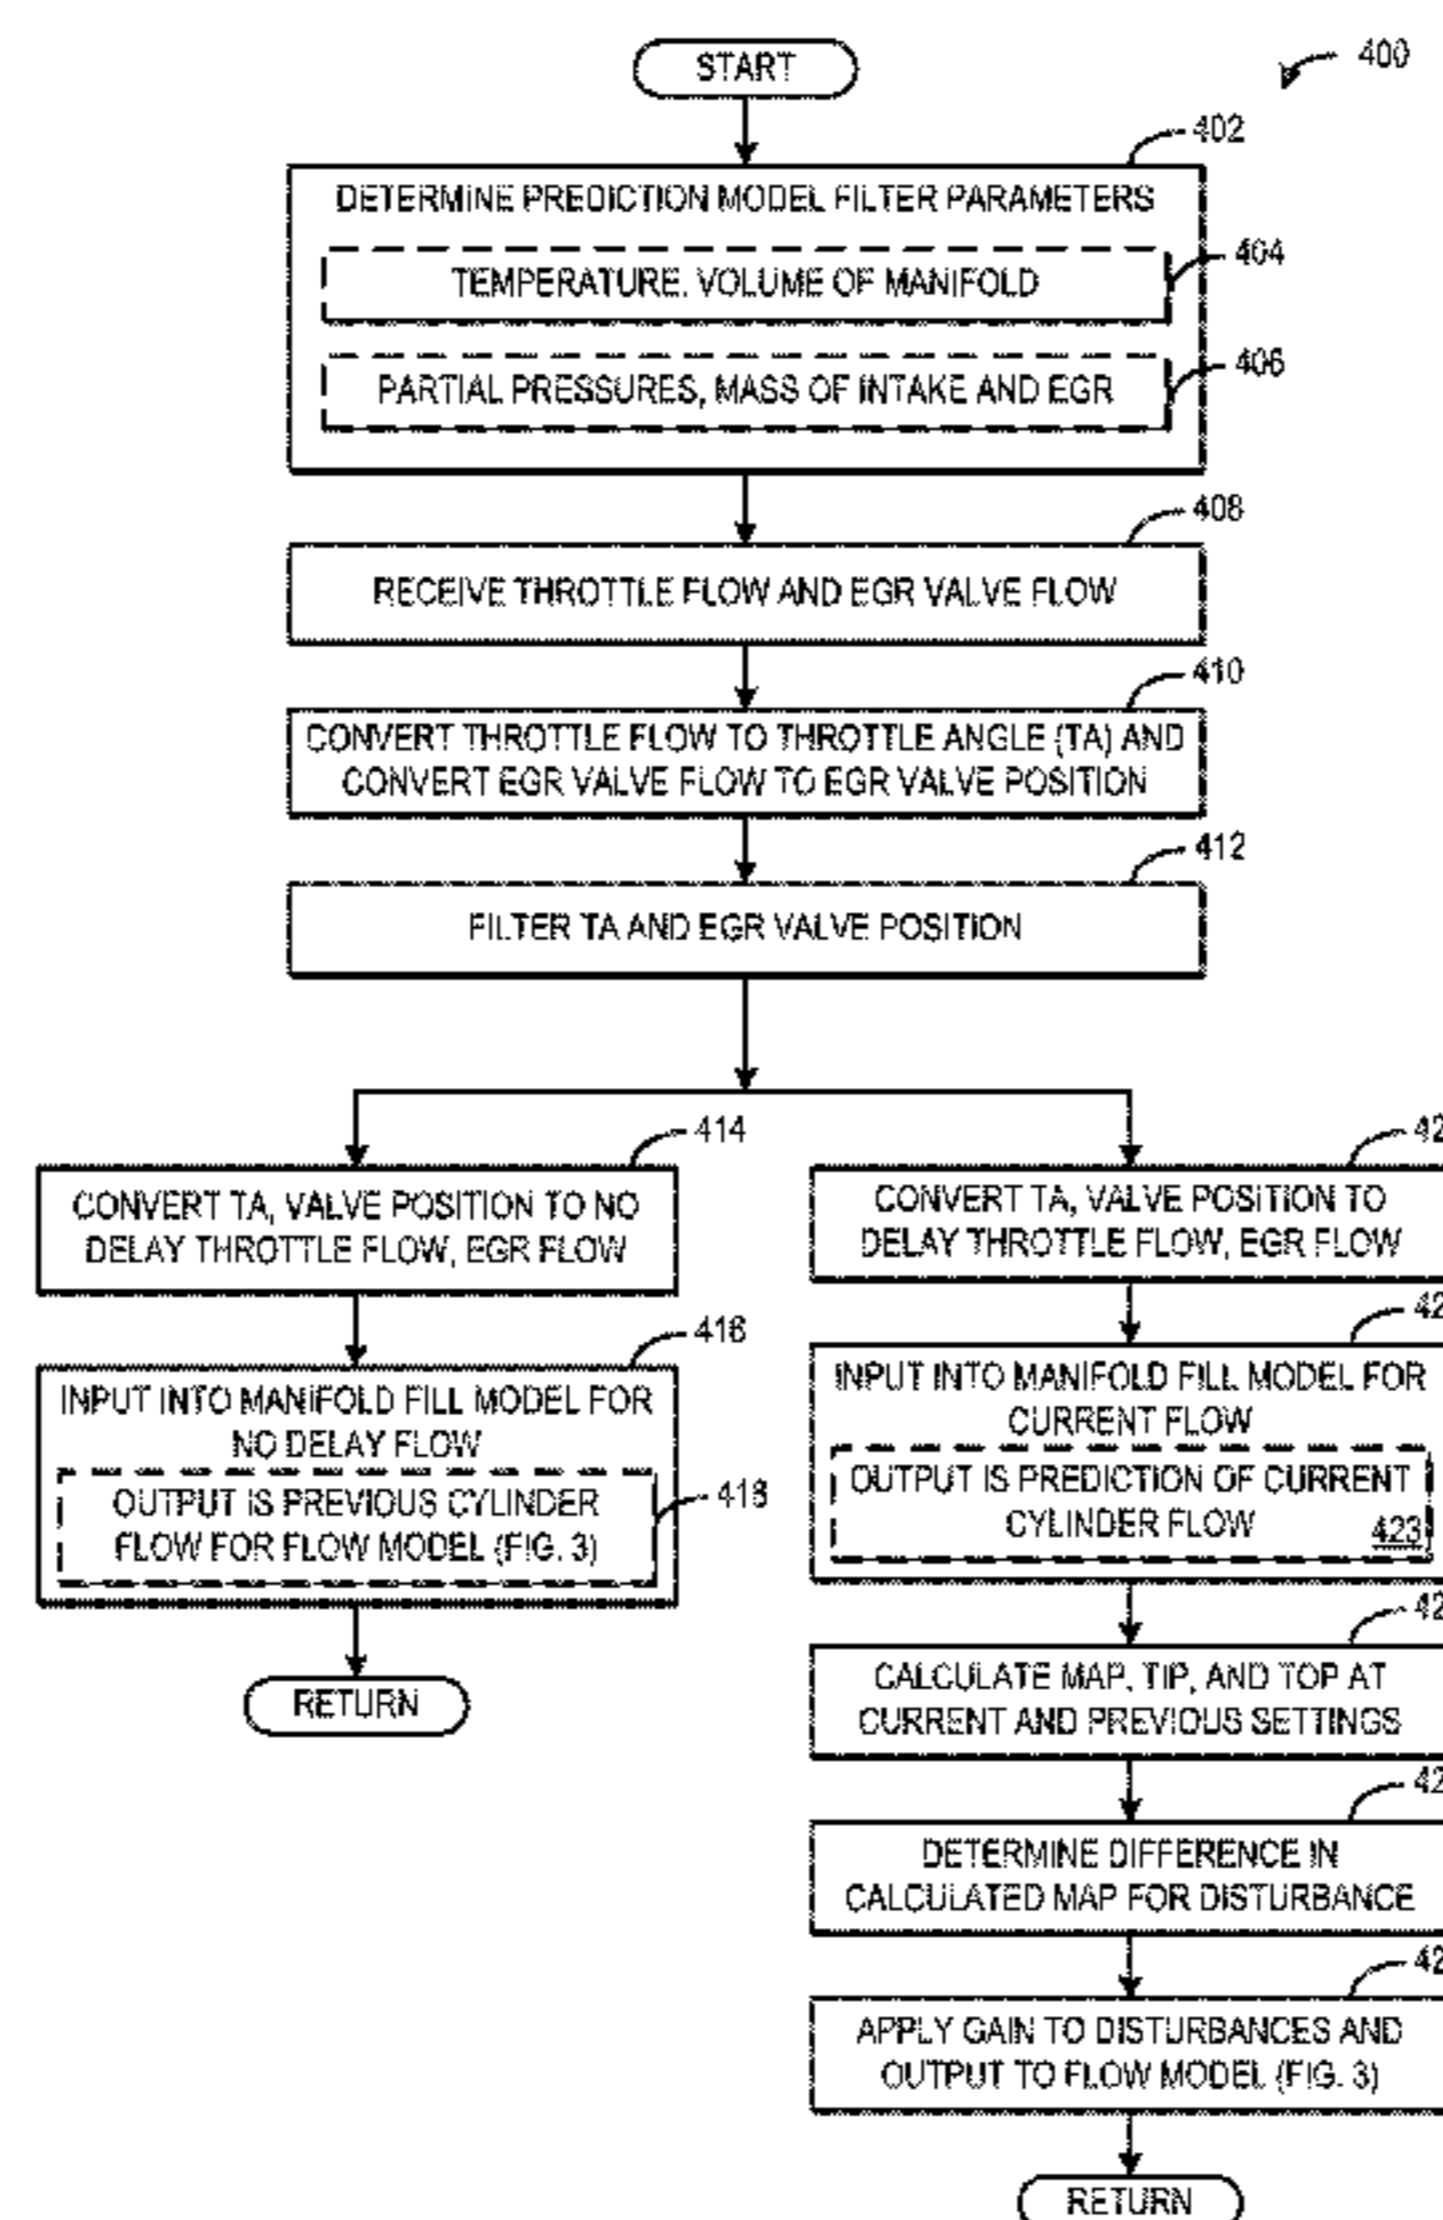 START
400
402
DETERMINE PREDICTION MODEL FILTER PARAMETERS
404
TEMPERATURE, VOLUME OF MANIFOLD
406
PARTIAL PRESSURES, MASS OF INTAKE AND EGR
408
RECEIVE THROTTLE FLOW AND EGR VALVE FLOW
410
CONVERT THROTTLE FLOW TO THROTTLE ANGLE (TA) AND
CONVERT EGR VALVE FLOW TO EGR VALVE POSITION
412
FILTER TA AND EGR VALVE POSITION
414
CONVERT TA, VALVE POSITION TO NO
DELAY THROTTLE FLOW, EGR FLOW
416
INPUT INTO MANIFOLD FILL MODEL FOR
NO DELAY FLOW
OUTPUT IS PREVIOUS CYLINDER
FLOW FOR FLOW MODEL (FIG. 3)
418
RETURN
CONVERT TA, VALVE POSITION TO
DELAY THROTTLE FLOW, EGR FLOW
INPUT INTO MANIFOLD FILL MODEL FOR
CURRENT FLOW
OUTPUT IS PREDICTION OF CURRENT
CYLINDER FLOW
423
CALCULATE MAP, TIP, AND TOP AT
CURRENT AND PREVIOUS SETTINGS
DETERMINE DIFFERENCE IN
CALCULATED MAP FOR DISTURBANCE
APPLY GAIN TO DISTURBANCES AND
OUTPUT TO FLOW MODEL (FIG. 3)
RETURN